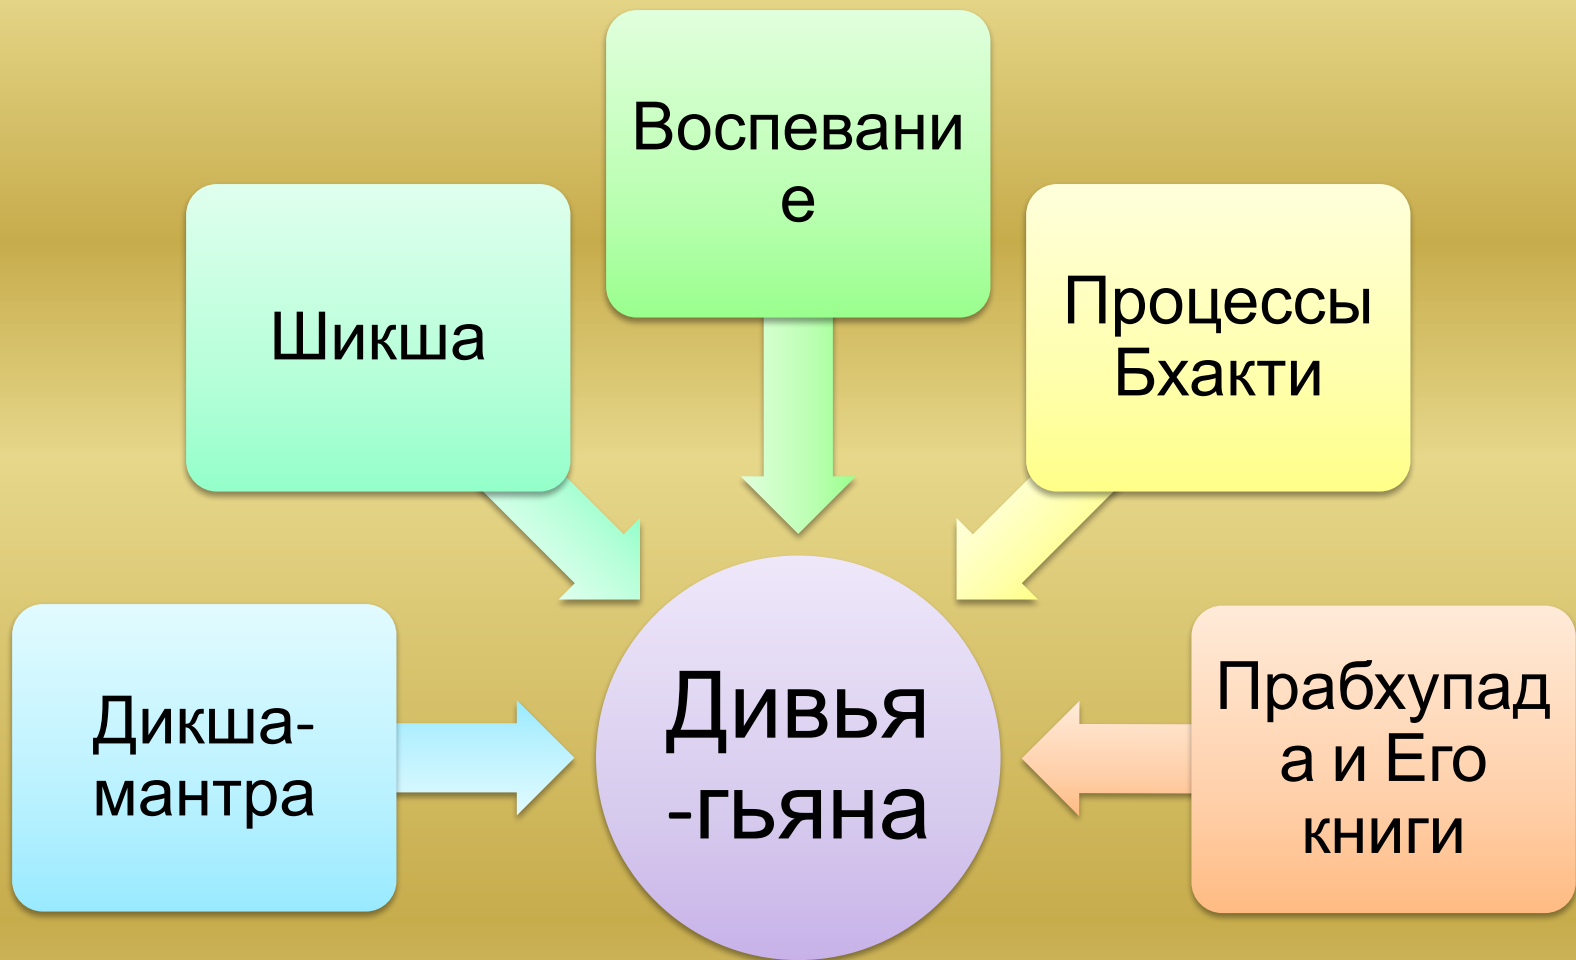 Воспевани
е
Шикша
Процессы
Бхакти
Дикша-
мантра
Дивья
-гьяна
Прабхупад
а и Его
книги